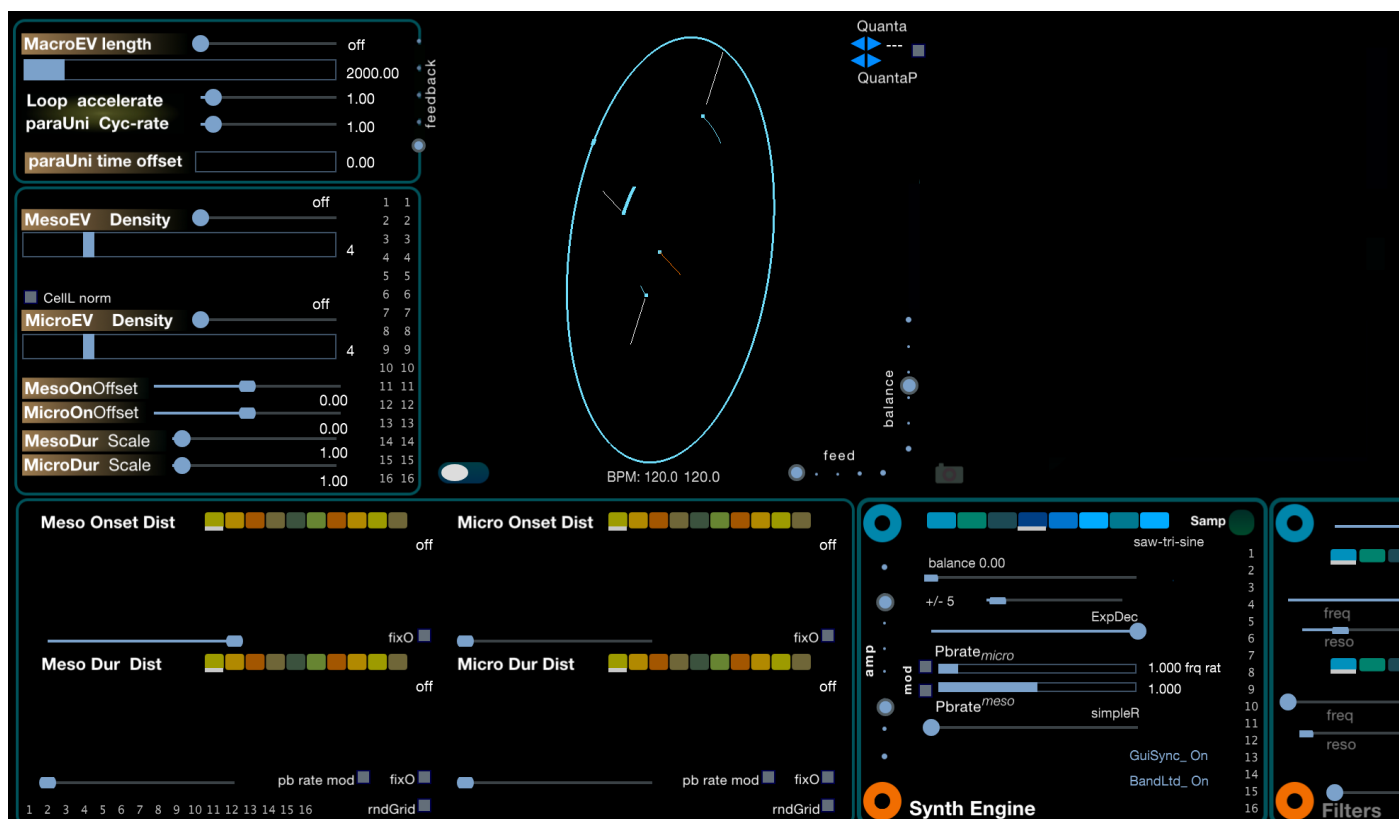 MacroEV length off
2000.00
Loop accelerate 1.00
paraUni Cyc-rate 1.00
paraUni time offset 0.00
feedback
off
MesoEV Density
4
CellL norm
off
MicroEV Density
4
MesoOnOffset
0.00
MicroOnOffset
0.00
MesoDur Scale
1.00
MicroDur Scale
1.00
1 1
2 2
3 3
4 4
5 5
6 6
7 7
8 8
9 9
10 10
11 11
12 12
13 13
14 14
15 15
16 16
Quanta
---
QuantaP
balance
feed
BPM: 120.0 120.0
Meso Onset Dist
off
fixO
Micro Onset Dist
off
fixO
Meso Dur Dist
off
pb rate mod fixO
1 2 3 4 5 6 7 8 9 10 11 12 13 14 15 16 rndGrid
Micro Dur Dist
off
pb rate mod fixO
rndGrid
Samp
saw-tri-sine
balance 0.00
+/- 5
ExpDec
amp
mod
Pbrate micro
1.000 frq rat
1.000
Pbrate meso
simpleR
GuiSync_ On
BandLtd_ On
Synth Engine
1
2
3
4
5
6
7
8
9
10
11
12
13
14
15
16
freq
reso
freq
reso
Filters